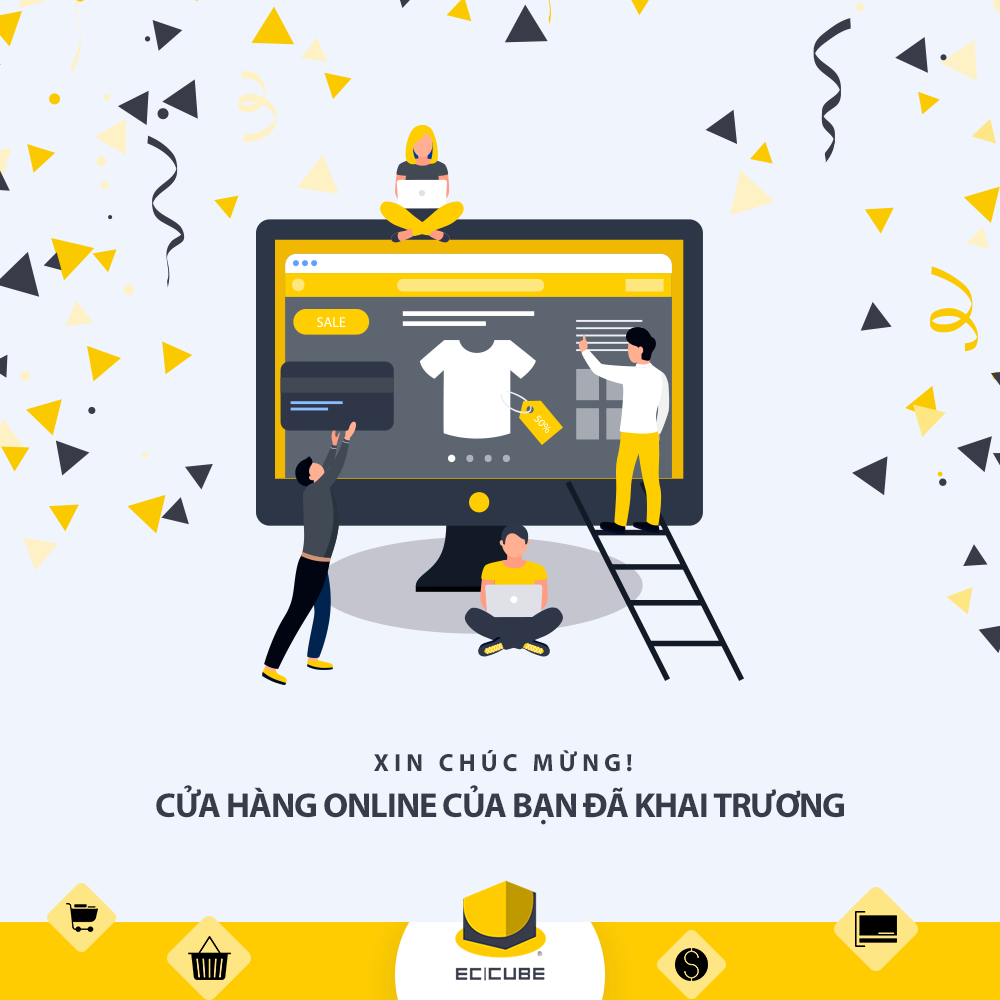 SALE
50%
XIN CHÚC MỪNG!
CỬA HÀNG ONLINE CỦA BẠN ĐÃ KHAI TRƯƠNG
$
®
EC|CUBE